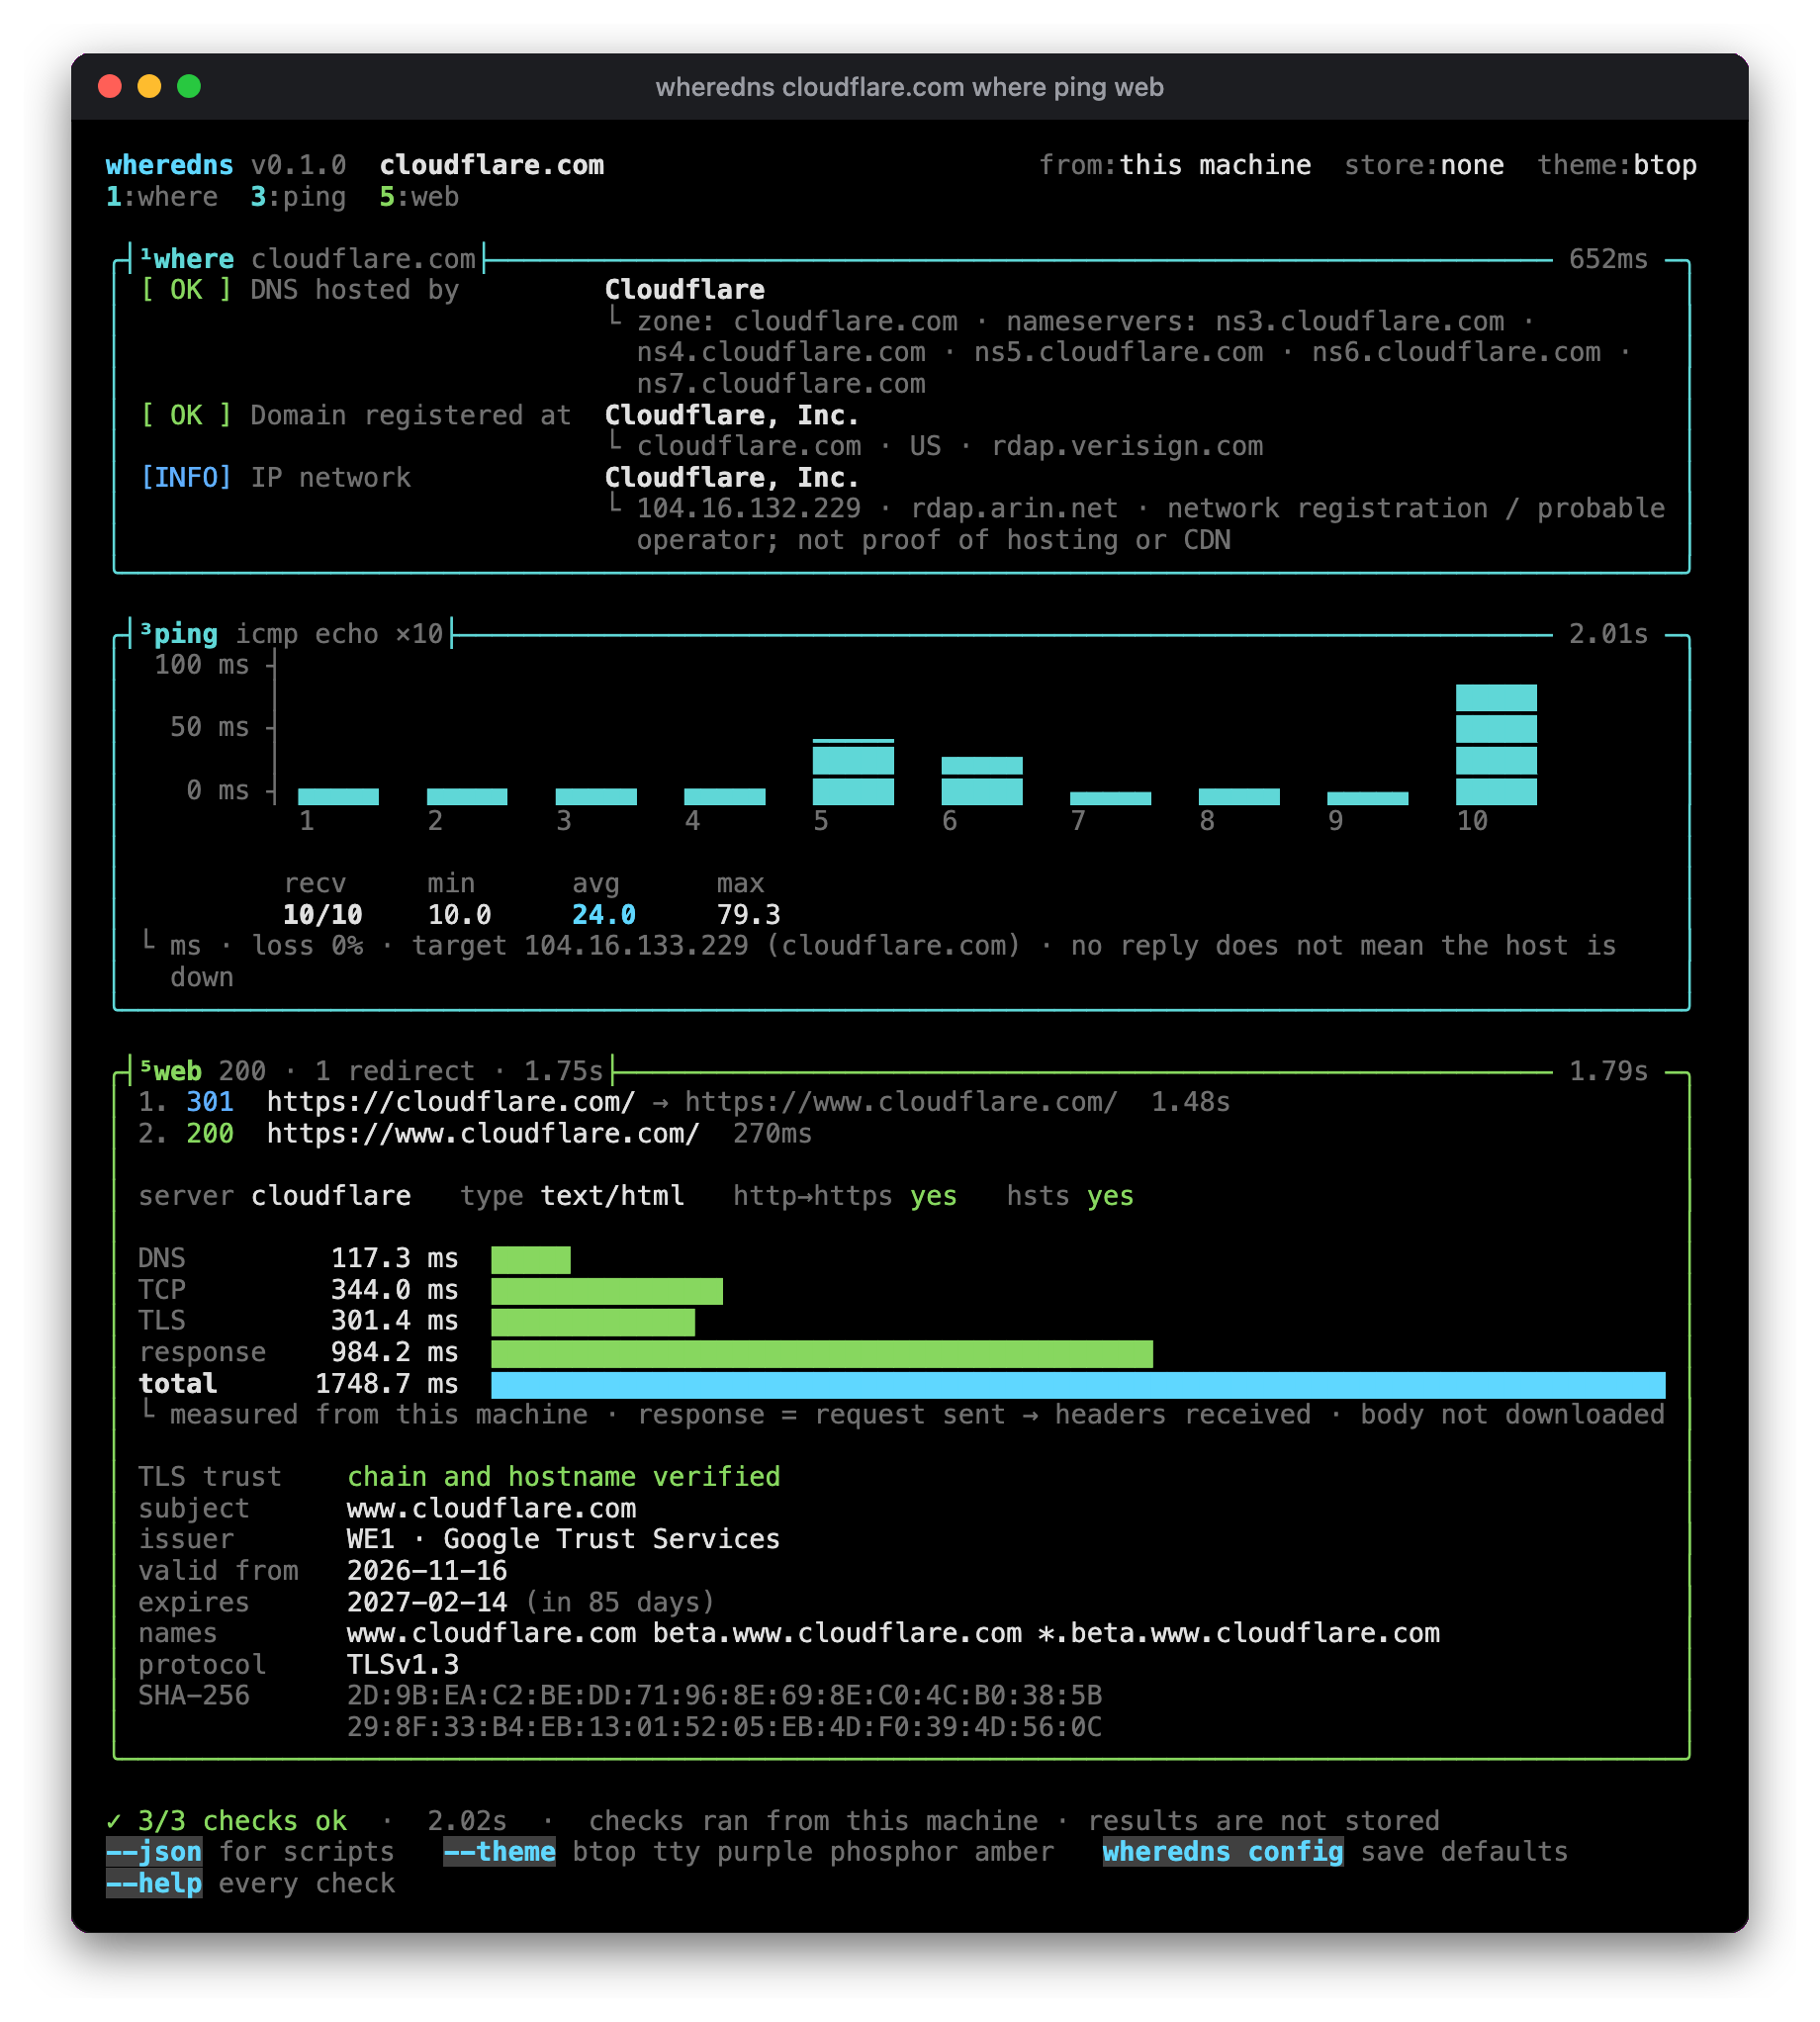 wheredns cloudflare.com where ping web
wheredns v0.1.0  cloudflare.com  from:this machine  store:none  theme:btop
1:where  3:ping  5:web
¹where cloudflare.com  652ms
[ OK ] DNS hosted by  Cloudflare
└ zone: cloudflare.com · nameservers: ns3.cloudflare.com ·
ns4.cloudflare.com · ns5.cloudflare.com · ns6.cloudflare.com ·
ns7.cloudflare.com
[ OK ] Domain registered at  Cloudflare, Inc.
└ cloudflare.com · US · rdap.verisign.com
[INFO] IP network  Cloudflare, Inc.
└ 104.16.132.229 · rdap.arin.net · network registration / probable
operator; not proof of hosting or CDN
³ping icmp echo ×10  2.01s
100 ms
50 ms
0 ms
1 2 3 4 5 6 7 8 9 10
recv  min  avg  max
10/10  10.0  24.0  79.3
└ ms · loss 0% · target 104.16.133.229 (cloudflare.com) · no reply does not mean the host is
down
⁵web 200 · 1 redirect · 1.75s  1.79s
1. 301  https://cloudflare.com/ → https://www.cloudflare.com/  1.48s
2. 200  https://www.cloudflare.com/  270ms
server cloudflare  type text/html  http→https yes  hsts yes
DNS  117.3 ms
TCP  344.0 ms
TLS  301.4 ms
response  984.2 ms
total  1748.7 ms
└ measured from this machine · response = request sent → headers received · body not downloaded
TLS trust  chain and hostname verified
subject  www.cloudflare.com
issuer  WE1 · Google Trust Services
valid from  2026-11-16
expires  2027-02-14 (in 85 days)
names  www.cloudflare.com beta.www.cloudflare.com *.beta.www.cloudflare.com
protocol  TLSv1.3
SHA-256  2D:9B:EA:C2:BE:DD:71:96:8E:69:8E:C0:4C:B0:38:5B
29:8F:33:B4:EB:13:01:52:05:EB:4D:F0:39:4D:56:0C
✓ 3/3 checks ok  ·  2.02s  ·  checks ran from this machine · results are not stored
--json for scripts  --theme btop tty purple phosphor amber  wheredns config save defaults
--help every check